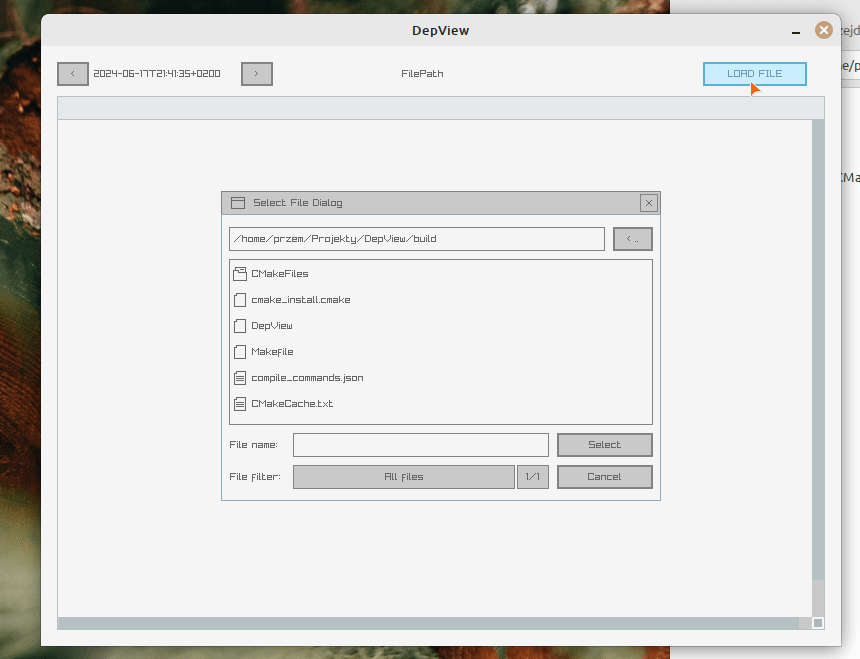 DepView
< 2024-06-17T21:41:35+0200 > FilePath LOAD FILE
Select File Dialog
/home/przem/Projekty/DepView/build < ..
CMakeFiles
cmake_install.cmake
DepView
Makefile
compile_commands.json
CMakeCache.txt
File name: Select
File filter: All files 1/1 Cancel
zejd
e/p
CMa